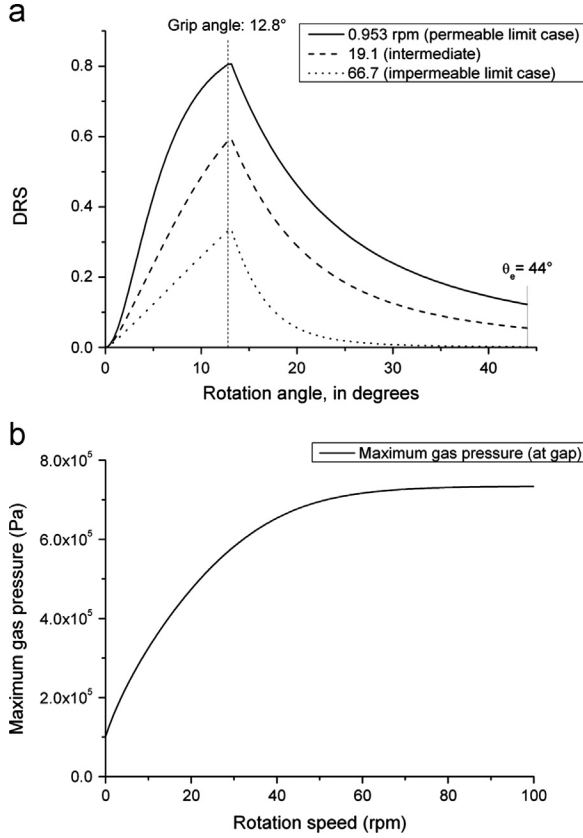 a
Grip angle: 12.8°
0.953 rpm (permeable limit case)
19.1 (intermediate)
66.7 (impermeable limit case)
0.8
0.6
0.4
0.2
0.0
DRS
θe = 44°
0
10
20
30
40
Rotation angle, in degrees
b
Maximum gas pressure (at gap)
8.0x10^5
6.0x10^5
4.0x10^5
2.0x10^5
0.0
Maximum gas pressure (Pa)
0
20
40
60
80
100
Rotation speed (rpm)